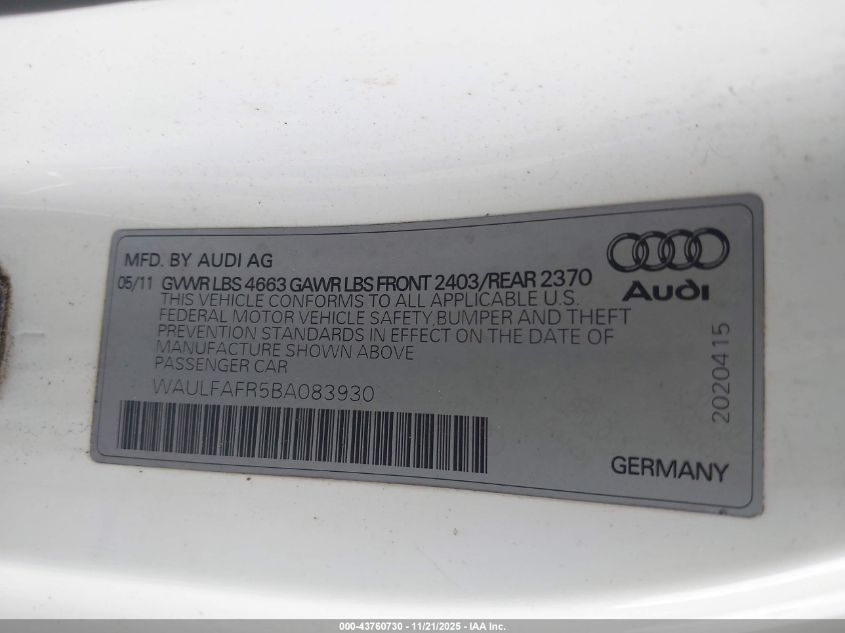 MFD. BY AUDI AG
05/11 GVWR LBS 4663 GAWR LBS FRONT 2403/REAR 2370
THIS VEHICLE CONFORMS TO ALL APPLICABLE U.S.
FEDERAL MOTOR VEHICLE SAFETY,BUMPER AND THEFT
PREVENTION STANDARDS IN EFFECT ON THE DATE OF
MANUFACTURE SHOWN ABOVE
PASSENGER CAR
WAULFAFR5BA083930
Audi
2020415
GERMANY
000-43760730 - 11/21/2025 - IAA Inc.